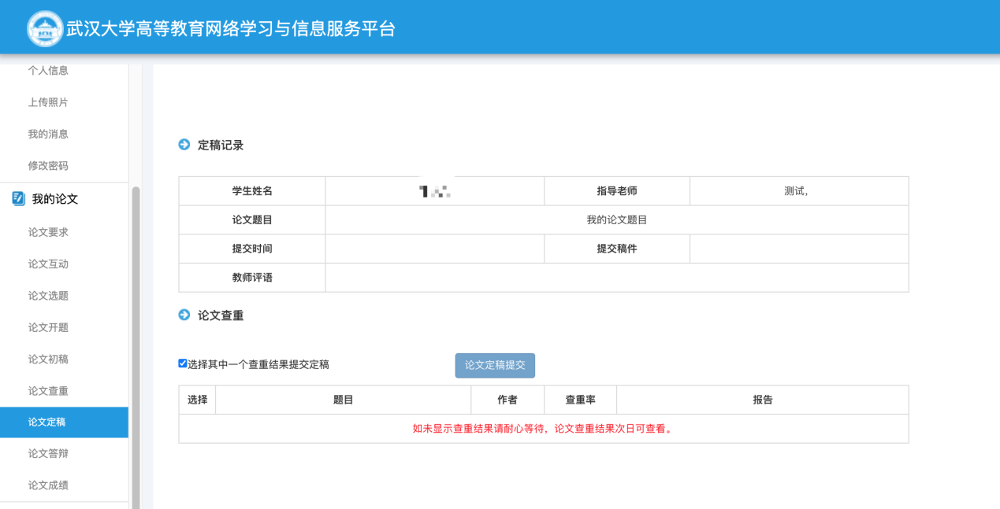 武汉大学高等教育网络学习与信息服务平台
个人信息
上传照片
我的消息
修改密码
我的论文
论文要求
论文互动
论文选题
论文开题
论文初稿
论文查重
论文定稿
论文答辩
论文成绩
定稿记录
学生姓名 指导老师 测试,
论文题目 我的论文题目
提交时间 提交稿件
教师评语
论文查重
选择其中一个查重结果提交定稿 论文定稿提交
选择 题目 作者 查重率 报告
如未显示查重结果请耐心等待，论文查重结果次日可查看。